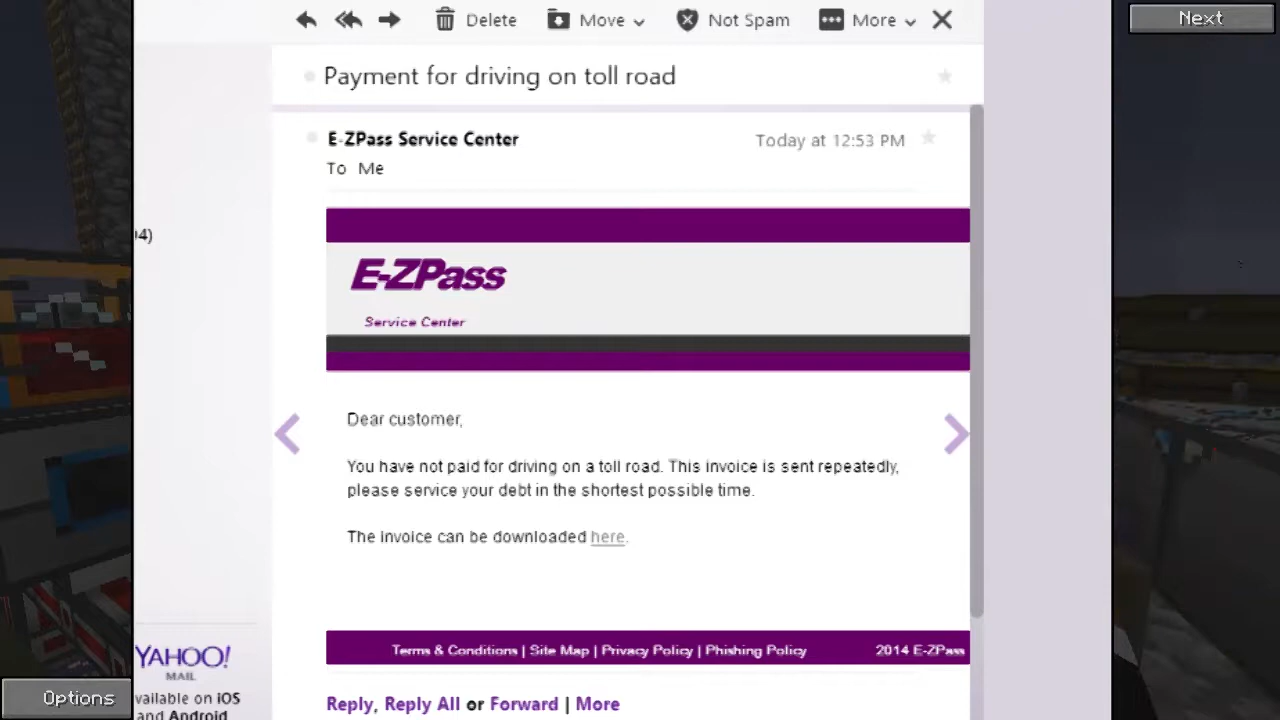 Delete Move Not Spam More Next
Payment for driving on toll road
E-ZPass Service Center Today at 12:53 PM
To Me
04)
E-ZPass
Service Center
Dear customer,
You have not paid for driving on a toll road. This invoice is sent repeatedly,
please service your debt in the shortest possible time.
The invoice can be downloaded here.
Terms & Conditions | Site Map | Privacy Policy | Phishing Policy 2014 E-ZPass
YAHOO!
MAIL
vailable on iOS
and Android
Options
Reply, Reply All or Forward | More